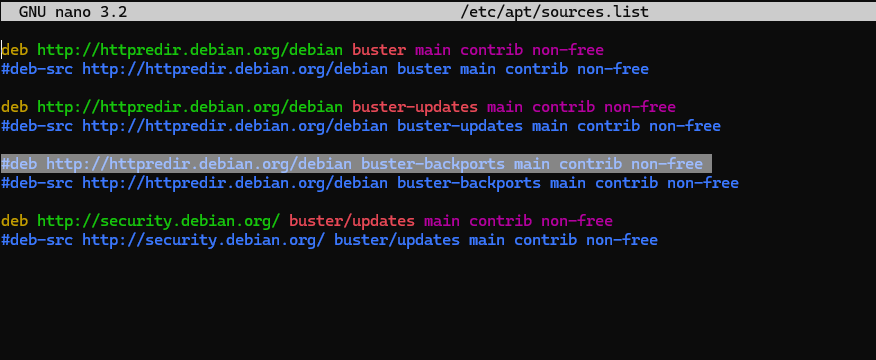 GNU nano 3.2 /etc/apt/sources.list
deb http://httpredir.debian.org/debian buster main contrib non-free
#deb-src http://httpredir.debian.org/debian buster main contrib non-free
deb http://httpredir.debian.org/debian buster-updates main contrib non-free
#deb-src http://httpredir.debian.org/debian buster-updates main contrib non-free
#deb http://httpredir.debian.org/debian buster-backports main contrib non-free
#deb-src http://httpredir.debian.org/debian buster-backports main contrib non-free
deb http://security.debian.org/ buster/updates main contrib non-free
#deb-src http://security.debian.org/ buster/updates main contrib non-free